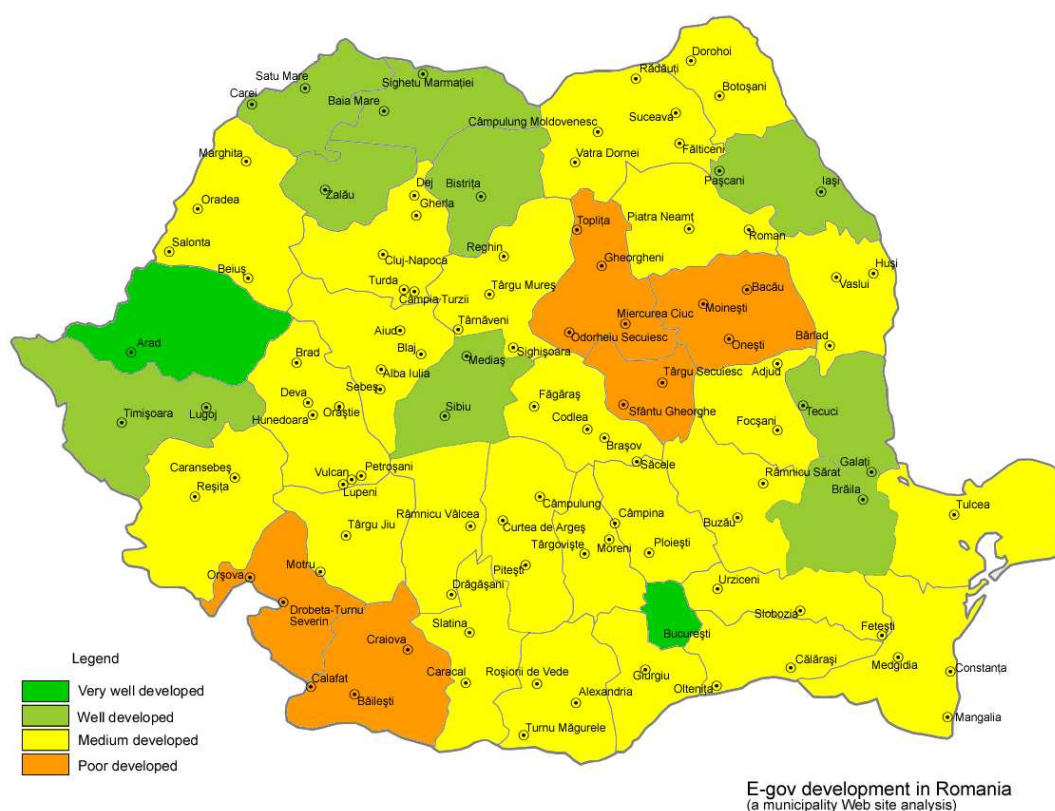 Dorohoi
Rădăuți
Satu Mare
Sighetu Marmației
Carei
Baia Mare
Botoșani
Suceava
Câmpulung Moldovenesc
Fălticeni
Marghita
Vatra Dornei
Pașcani
Iași
Dej
Bistrița
Zalău
Gherla
Oradea
Toplița
Piatra Neamț
Roman
Salonta
Reghin
Cluj-Napoca
Gheorgheni
Huși
Beiuș
Turda
Vaslui
Câmpia Turzii
Târgu Mureș
Bacău
Moinești
Miercurea Ciuc
Târnăveni
Aiud
Odorheiu Secuiesc
Onești
Bârlad
Arad
Blaj
Sighișoara
Mediaș
Brad
Adjud
Alba Iulia
Târgu Secuiesc
Sebeș
Deva
Făgăraș
Sfântu Gheorghe
Tecuci
Timișoara
Lugoj
Orăștie
Hunedoara
Sibiu
Codlea
Focșani
Brașov
Săcele
Galați
Caransebeș
Vulcan
Petroșani
Râmnicu Sărat
Reșița
Lupeni
Brăila
Câmpulung
Tulcea
Râmnicu Vâlcea
Câmpina
Curtea de Argeș
Buzău
Târgu Jiu
Târgoviște
Moreni
Ploiești
Motru
Pitești
Orșova
Drăgășani
Urziceni
Drobeta-Turnu
Severin
Slobozia
Slatina
București
Fetești
Craiova
Medgidia
Legend
Călărași
Constanța
Roșiorii de Vede
Giurgiu
Caracal
Calafat
Oltenița
Very well developed
Băilești
Alexandria
Well developed
Mangalia
Turnu Măgurele
Medium developed
Poor developed
E-gov development in Romania
(a municipality Web site analysis)